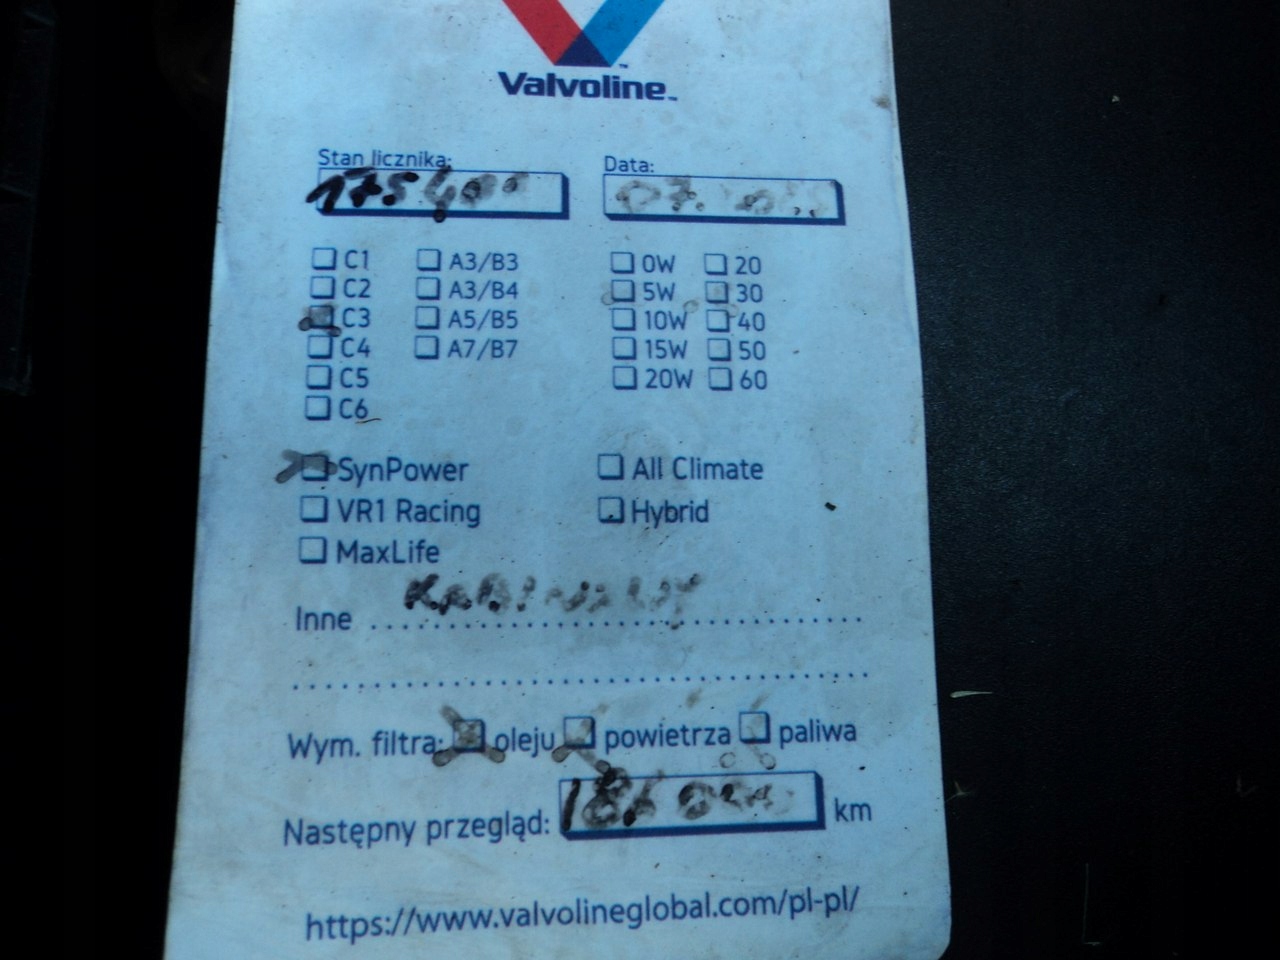 Valvoline™
Stan licznika: Data:
175400 07.
C1 A3/B3 0W 20
C2 A3/B4 5W 30
C3 A5/B5 10W 40
C4 A7/B7 15W 50
C5 20W 60
C6
SynPower All Climate
VR1 Racing Hybrid
MaxLife
Inne
Wym. filtra: oleju powietrza paliwa
Następny przegląd: km
https://www.valvolineglobal.com/pl-pl/